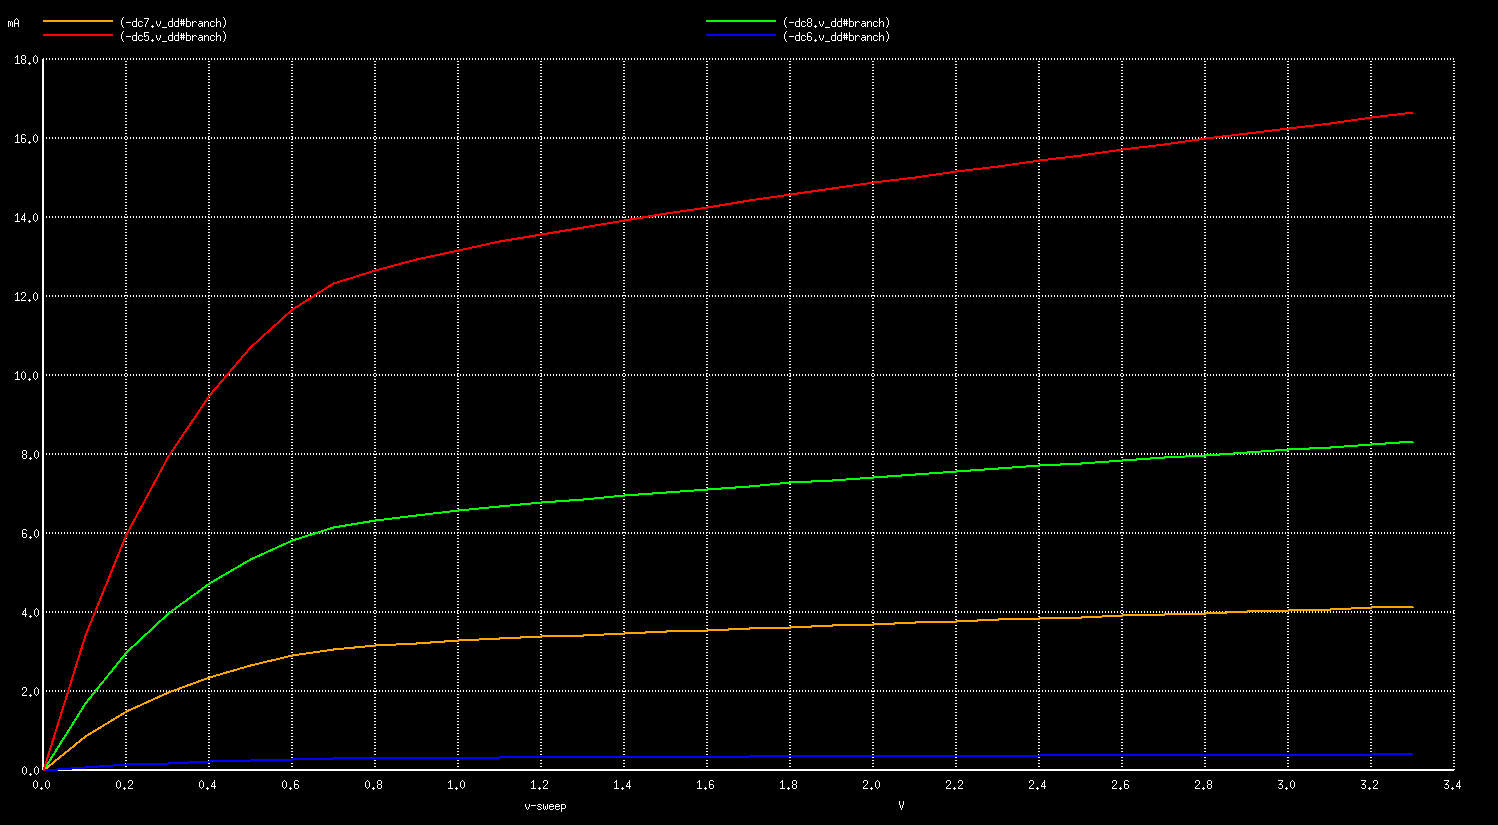 mA
(-dc7.v_dd#branch) (-dc8.v_dd#branch)
(-dc5.v_dd#branch) (-dc6.v_dd#branch)
18.0
16.0
14.0
12.0
10.0
8.0
6.0
4.0
2.0
0.0
0.0 0.2 0.4 0.6 0.8 1.0 1.2 1.4 1.6 1.8 2.0 2.2 2.4 2.6 2.8 3.0 3.2 3.4
v-sweep V